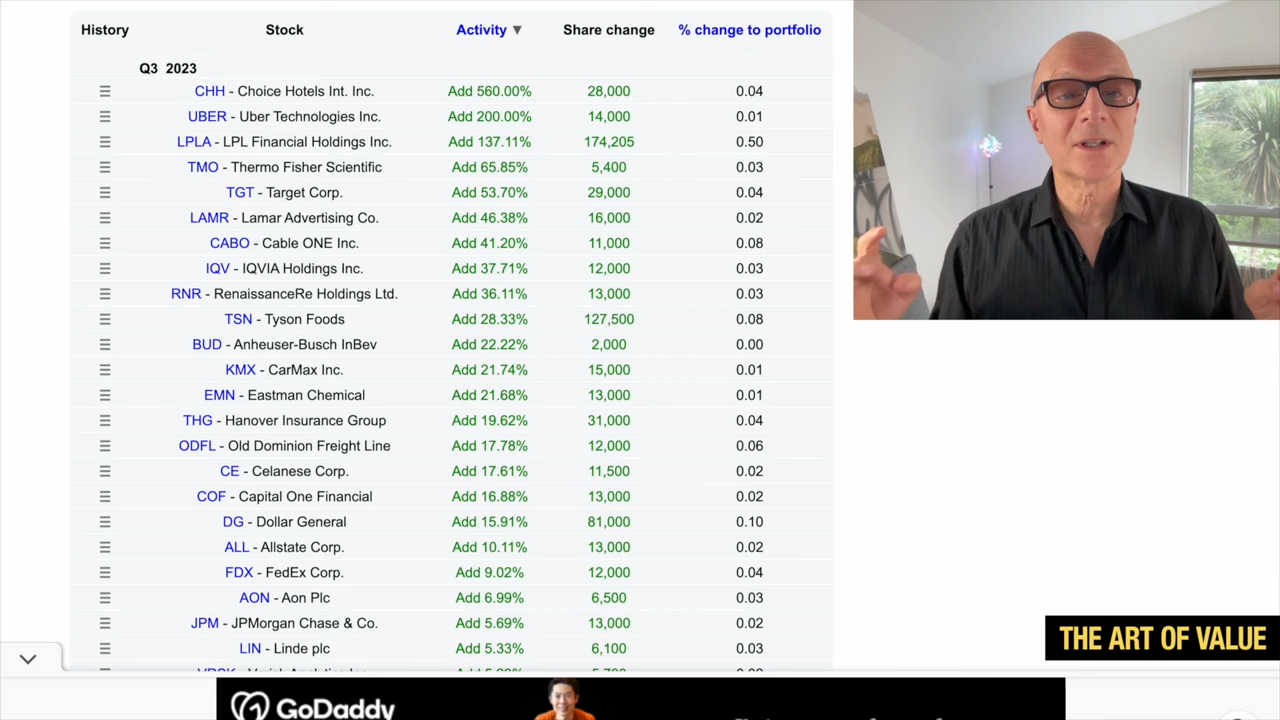 History Stock Activity ▼ Share change % change to portfolio
Q3 2023
CHH - Choice Hotels Int. Inc. Add 560.00% 28,000 0.04
UBER - Uber Technologies Inc. Add 200.00% 14,000 0.01
LPLA - LPL Financial Holdings Inc. Add 137.11% 174,205 0.50
TMO - Thermo Fisher Scientific Add 65.85% 5,400 0.03
TGT - Target Corp. Add 53.70% 29,000 0.04
LAMR - Lamar Advertising Co. Add 46.38% 16,000 0.02
CABO - Cable ONE Inc. Add 41.20% 11,000 0.08
IQV - IQVIA Holdings Inc. Add 37.71% 12,000 0.03
RNR - RenaissanceRe Holdings Ltd. Add 36.11% 13,000 0.03
TSN - Tyson Foods Add 28.33% 127,500 0.08
BUD - Anheuser-Busch InBev Add 22.22% 2,000 0.00
KMX - CarMax Inc. Add 21.74% 15,000 0.01
EMN - Eastman Chemical Add 21.68% 13,000 0.01
THG - Hanover Insurance Group Add 19.62% 31,000 0.04
ODFL - Old Dominion Freight Line Add 17.78% 12,000 0.06
CE - Celanese Corp. Add 17.61% 11,500 0.02
COF - Capital One Financial Add 16.88% 13,000 0.02
DG - Dollar General Add 15.91% 81,000 0.10
ALL - Allstate Corp. Add 10.11% 13,000 0.02
FDX - FedEx Corp. Add 9.02% 12,000 0.04
AON - Aon Plc Add 6.99% 6,500 0.03
JPM - JPMorgan Chase & Co. Add 5.69% 13,000 0.02
LIN - Linde plc Add 5.33% 6,100 0.03
THE ART OF VALUE
GoDaddy